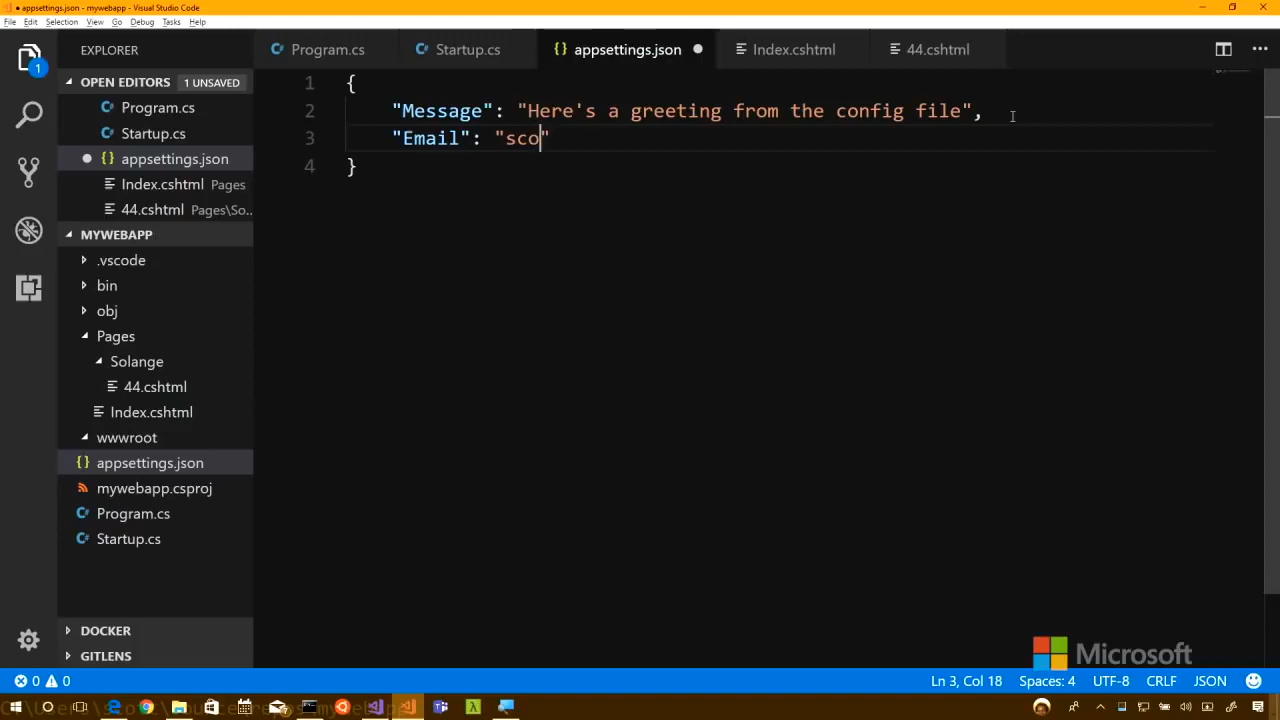 appsettings.json - mywebapp - Visual Studio Code
File Edit Selection View Go Debug Tasks Help
EXPLORER
Program.cs
Startup.cs
appsettings.json
Index.cshtml
44.cshtml
1
OPEN EDITORS 1 UNSAVED
Program.cs
Startup.cs
appsettings.json
Index.cshtml Pages
44.cshtml Pages\So...
MYWEBAPP
.vscode
bin
obj
Pages
Solange
44.cshtml
Index.cshtml
wwwroot
appsettings.json
mywebapp.csproj
Program.cs
Startup.cs
DOCKER
GITLENS
1 {
2 "Message": "Here's a greeting from the config file",
3 "Email": "sco"
4 }
Microsoft
0 0
Ln 3, Col 18 Spaces: 4 UTF-8 CRLF JSON